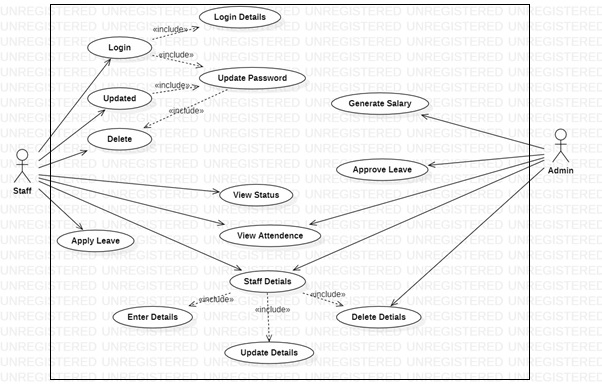 Login Details
«include»
Login
«include»
Update Password
«include»
Updated
Generate Salary
«include»
Delete
Approve Leave
Staff
Admin
View Status
View Attendence
Apply Leave
Staff Detials
«include»
«include»
«include»
Enter Details
Delete Detials
Update Details
UNREGISTERED